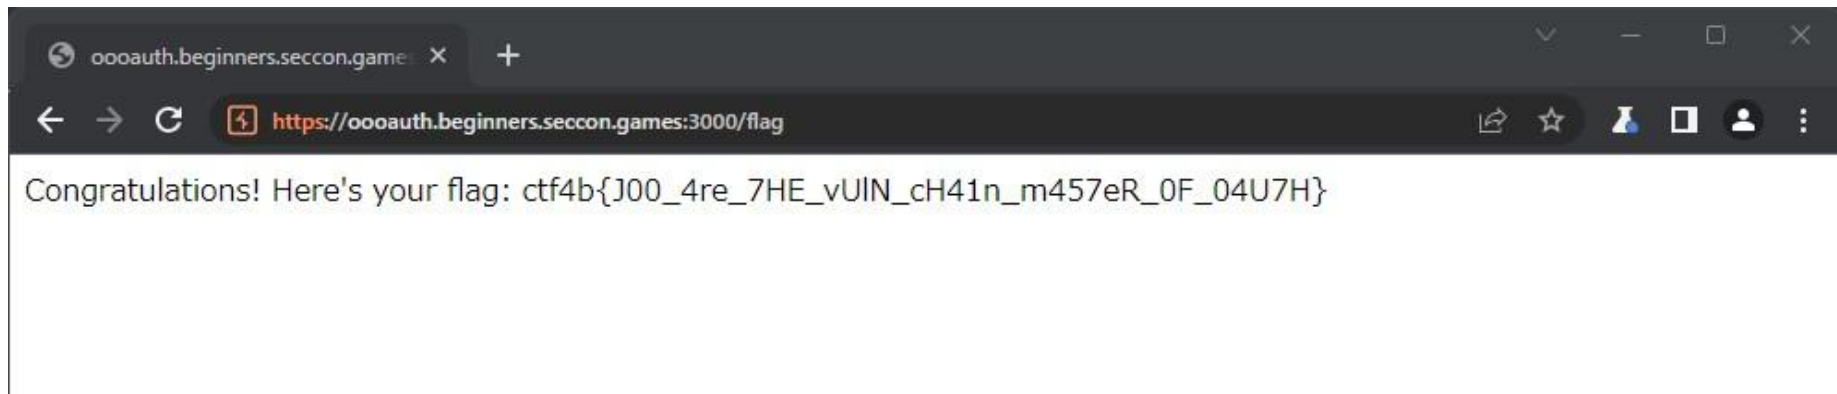 oooauth.beginners.seccon.game
https://oooauth.beginners.seccon.games:3000/flag
Congratulations! Here's your flag: ctf4b{J00_4re_7HE_vUlN_cH41n_m457eR_0F_04U7H}